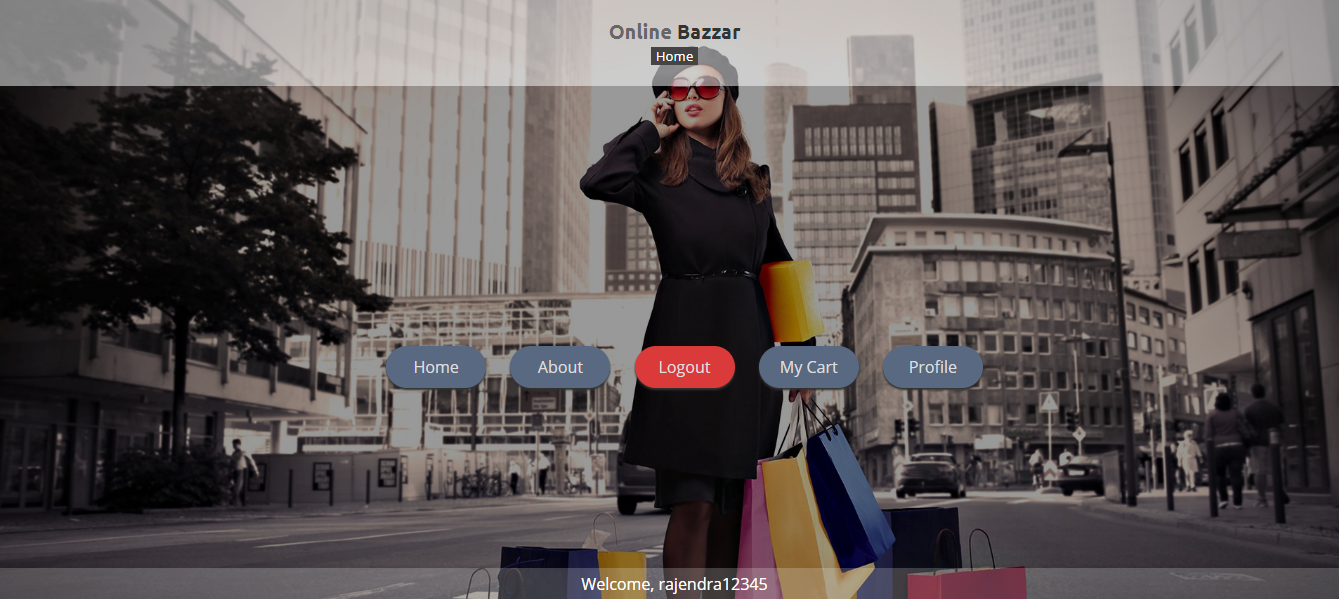 Online Bazzar
Home
Home
About
Logout
My Cart
Profile
Welcome, rajendra12345